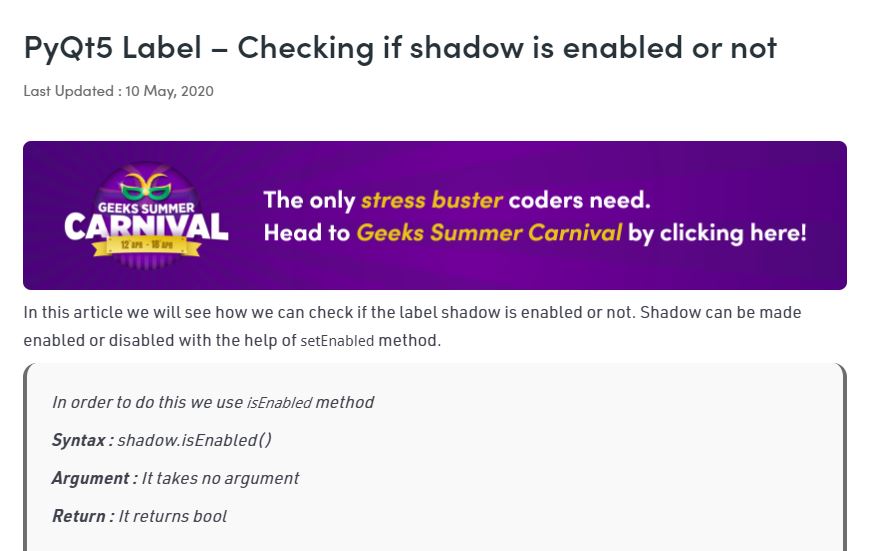 PyQt5 Label – Checking if shadow is enabled or not
Last Updated : 10 May, 2020
GEEKS SUMMER
CARNIVAL
12 APR - 18 APR
The only stress buster coders need.
Head to Geeks Summer Carnival by clicking here!
In this article we will see how we can check if the label shadow is enabled or not. Shadow can be made
enabled or disabled with the help of setEnabled method.
In order to do this we use isEnabled method
Syntax : shadow.isEnabled()
Argument : It takes no argument
Return : It returns bool